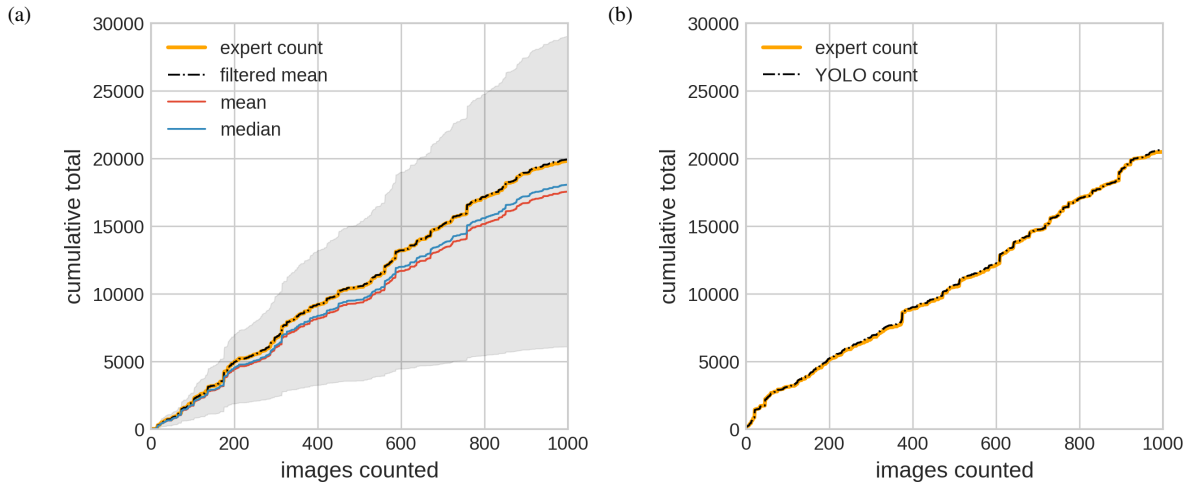 (a)
30000
25000
20000
15000
10000
5000
0
cumulative total
expert count
filtered mean
mean
median
0 200 400 600 800 1000
images counted
(b)
30000
25000
20000
15000
10000
5000
0
cumulative total
expert count
YOLO count
0 200 400 600 800 1000
images counted